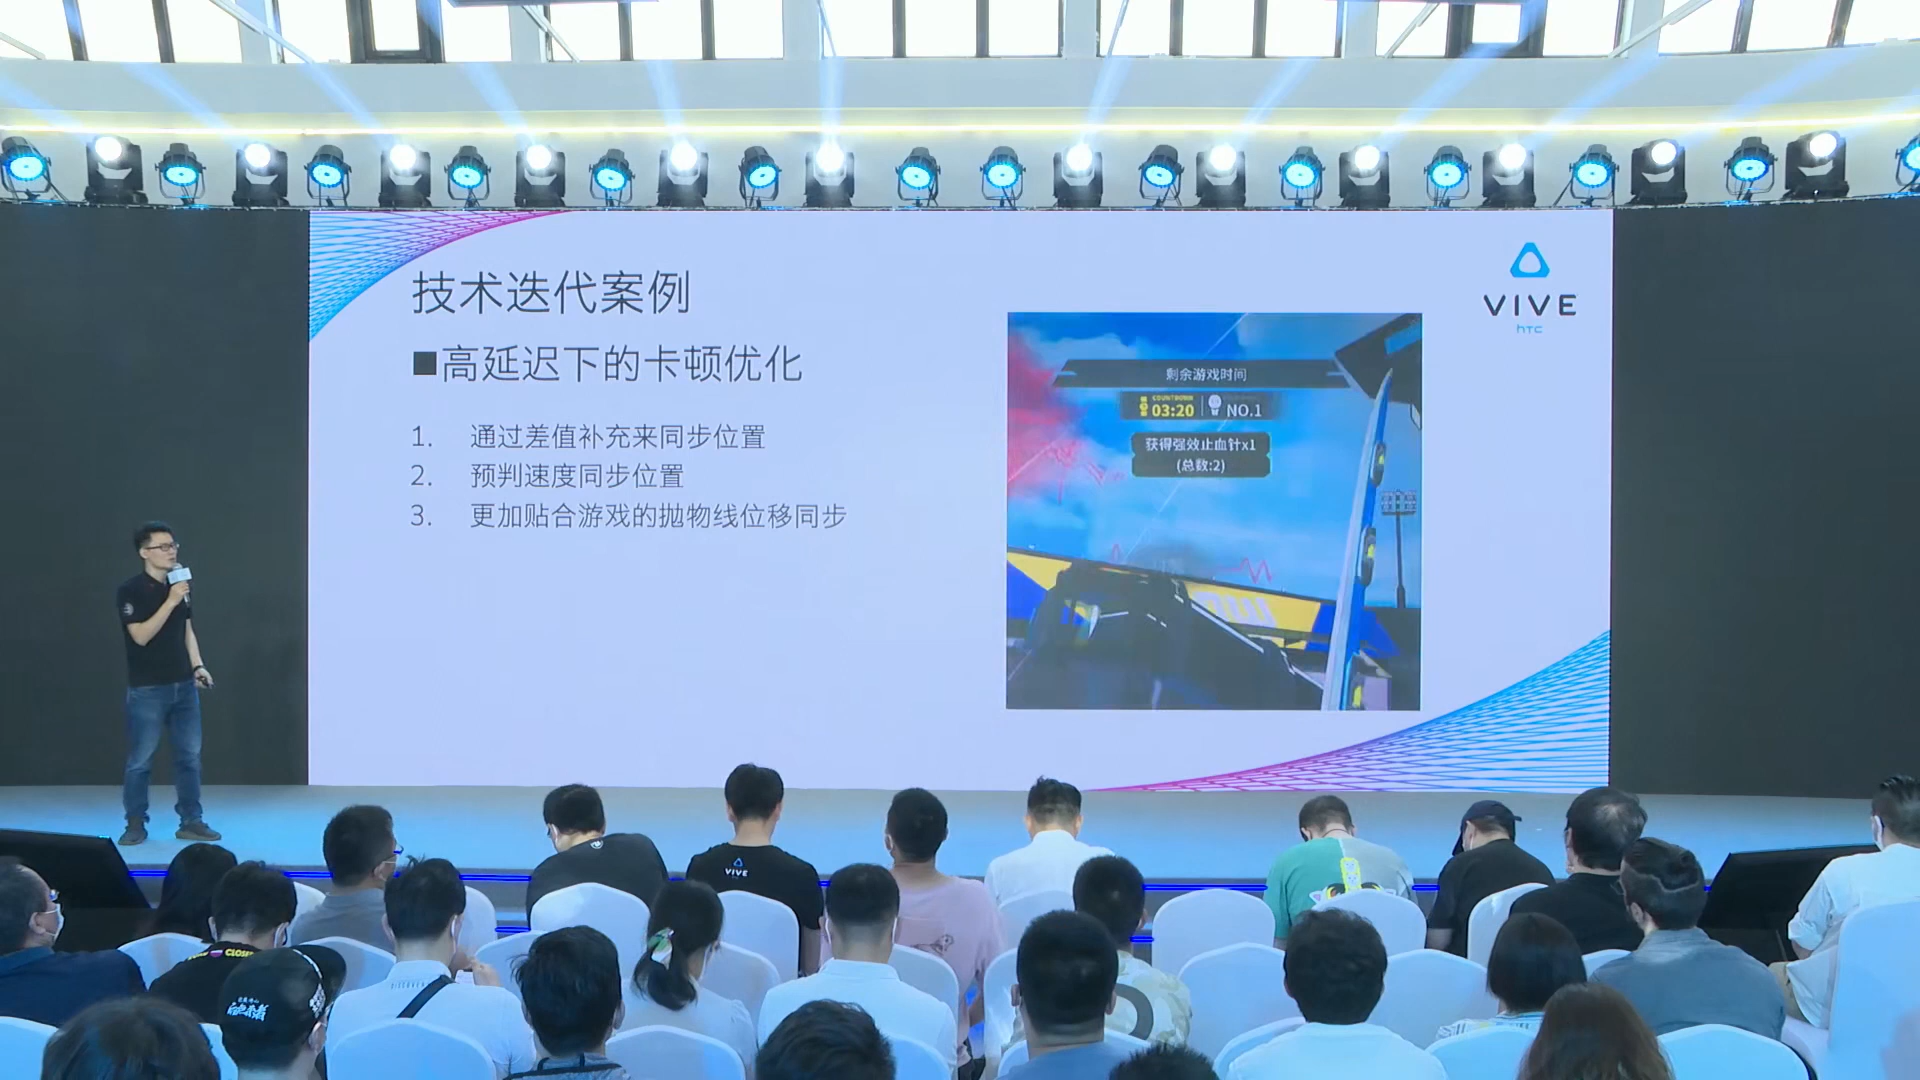 技术迭代案例
■高延迟下的卡顿优化
1. 通过差值补充来同步位置
2. 预判速度同步位置
3. 更加贴合游戏的抛物线位移同步
VIVE
hTC
剩余游戏时间
COUNTDOWN
03:20
NO.1
获得强效止血针x1
(总数:2)
VIVE
CLOSER